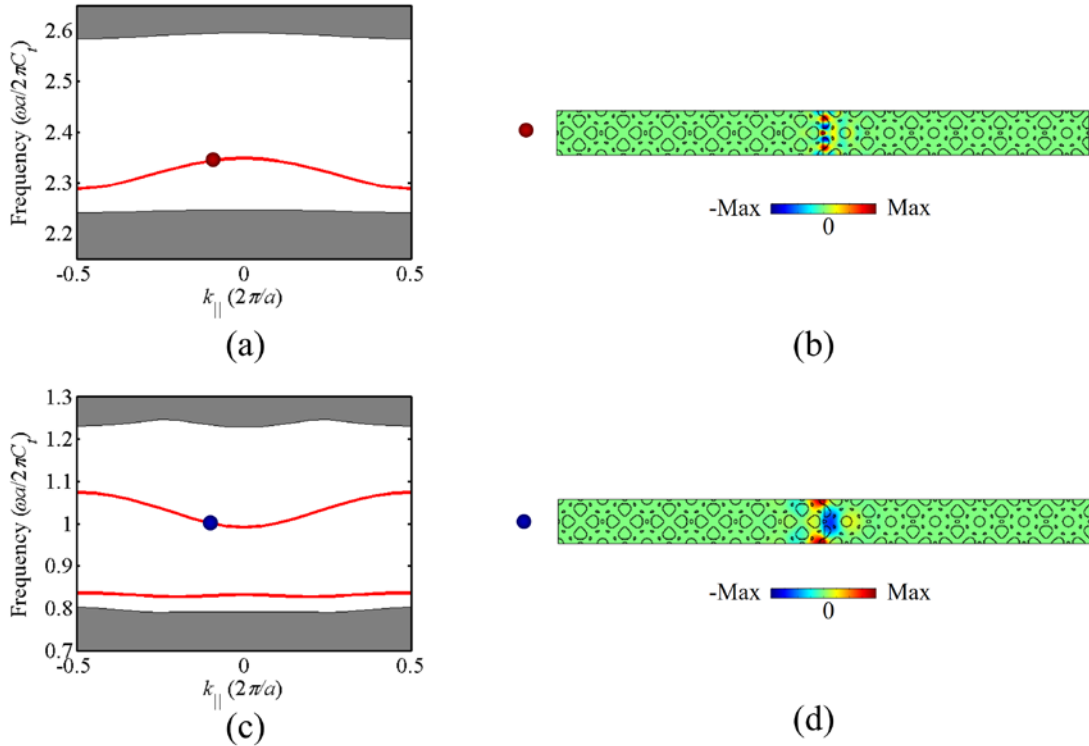 Frequency (ωa/2πC_t)
2.6
2.5
2.4
2.3
2.2
-0.5
0
0.5
k_|| (2π/a)
(a)
-Max
Max
0
(b)
Frequency (ωa/2πC_t)
1.3
1.2
1.1
1
0.9
0.8
0.7
-0.5
0
0.5
k_|| (2π/a)
(c)
-Max
Max
0
(d)